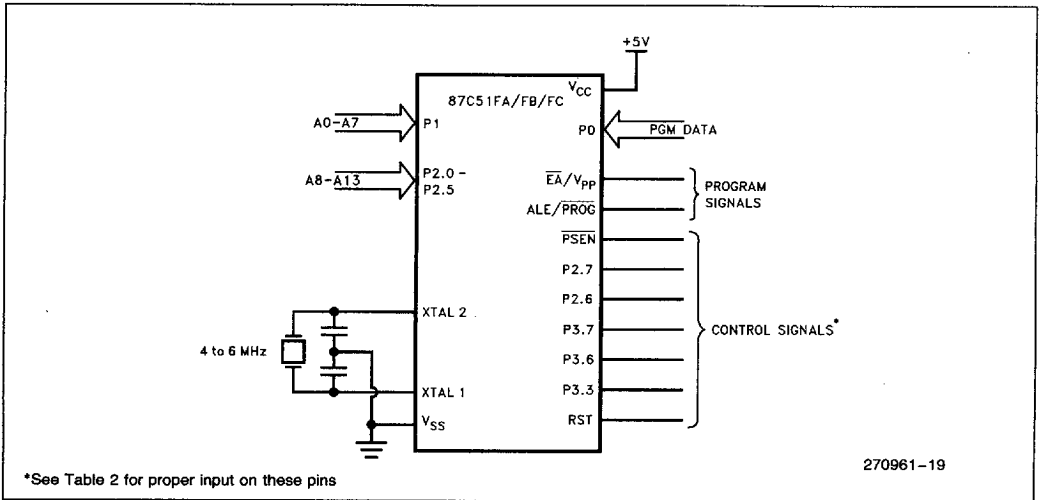 +5V
VCC
87C51FA/FB/FC
A0-A7
P1
P0
PGM DATA
A8-A13
P2.0 -
P2.5
EA/VPP
ALE/PROG
PROGRAM
SIGNALS
PSEN
P2.7
P2.6
XTAL 2
P3.7
CONTROL SIGNALS*
4 to 6 MHz
P3.6
XTAL 1
P3.3
VSS
RST
*See Table 2 for proper input on these pins
270961-19